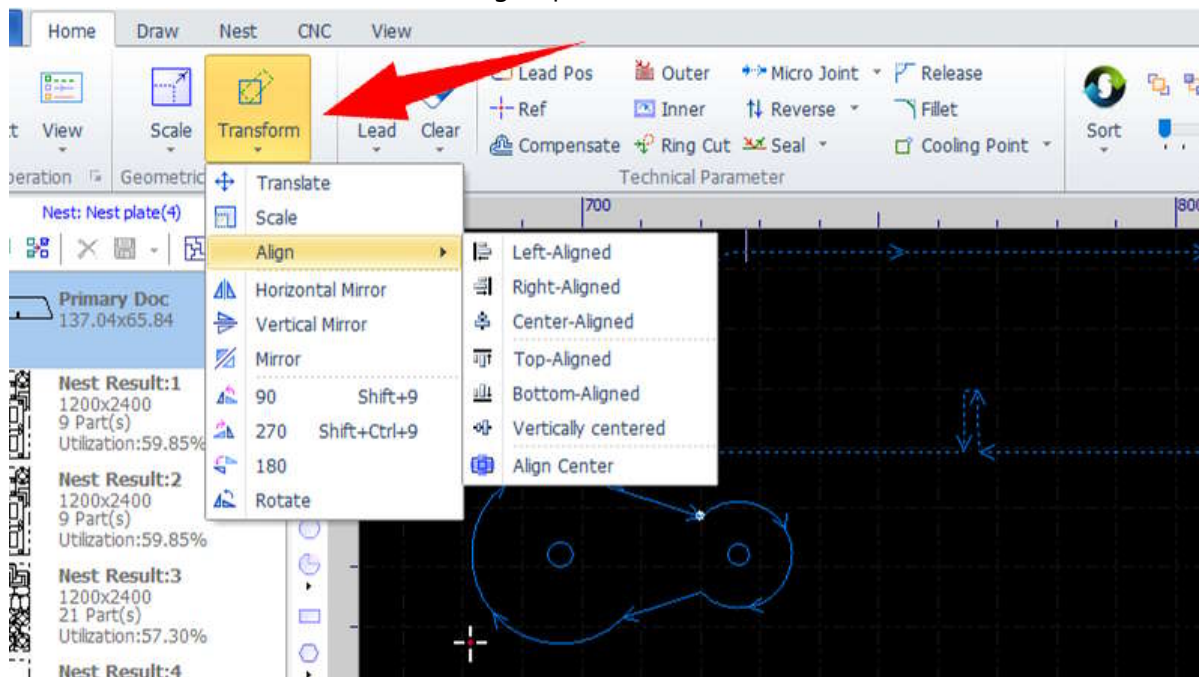 Home Draw Nest CNC View
Lead Pos Outer Micro Joint Release
Ref Inner Reverse Fillet
View Scale Transform Lead Clear Compensate Ring Cut Seal Cooling Point Sort
Geometric Technical Parameter
Nest: Nest plate(4)
700 800
Translate
Scale
Align
Horizontal Mirror
Vertical Mirror
Mirror
90 Shift+9
270 Shift+Ctrl+9
180
Rotate
Left-Aligned
Right-Aligned
Center-Aligned
Top-Aligned
Bottom-Aligned
Vertically centered
Align Center
Primary Doc
137.04x65.84
Nest Result:1
1200x2400
9 Part(s)
Utilization:59.85%
Nest Result:2
1200x2400
9 Part(s)
Utilization:59.85%
Nest Result:3
1200x2400
21 Part(s)
Utilization:57.30%
Nest Result:4